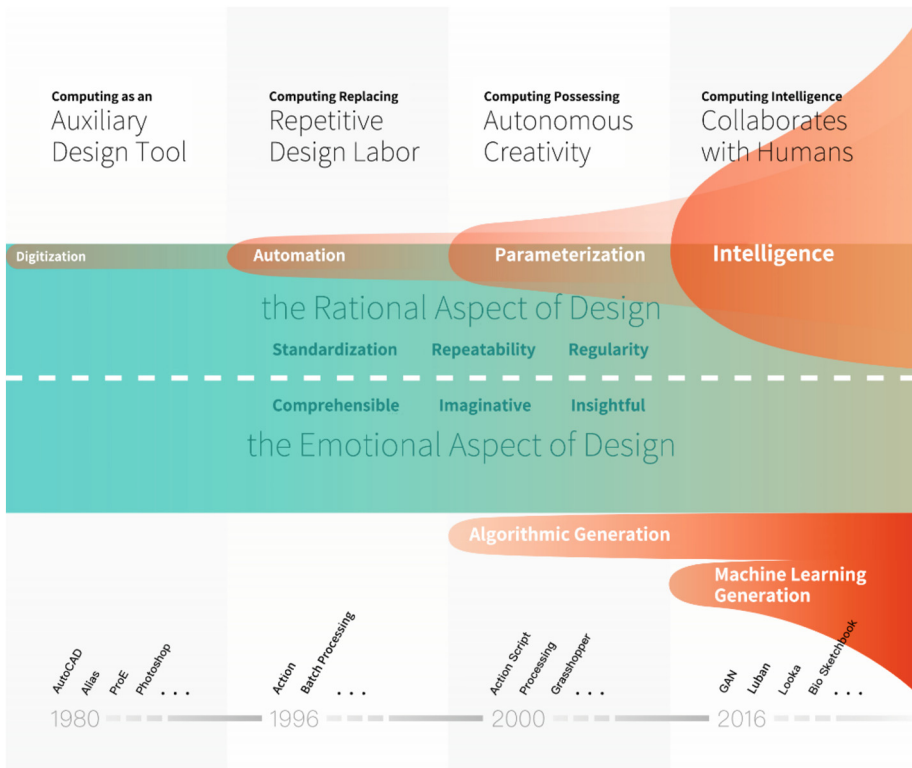 Computing as an
Auxiliary
Design Tool
Computing Replacing
Repetitive
Design Labor
Computing Possessing
Autonomous
Creativity
Computing Intelligence
Collaborates
with Humans
Digitization
Automation
Parameterization
Intelligence
the Rational Aspect of Design
Standardization Repeatability Regularity
Comprehensible Imaginative Insightful
the Emotional Aspect of Design
Algorithmic Generation
Machine Learning
Generation
AutoCAD
Alias
ProE
Photoshop
...
Action
Batch Processing
...
Action Script
Processing
Grasshopper
...
GAN
Luban
Looka
Bio Sketchbook
...
1980
1996
2000
2016